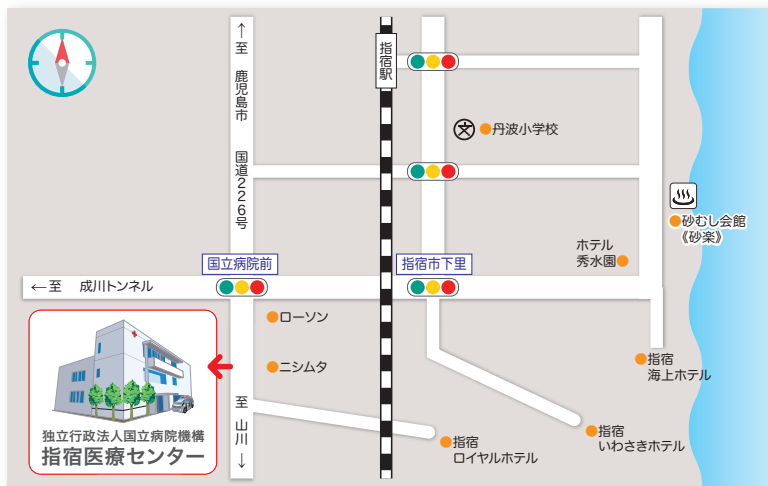 ↑至 鹿児島市 国道226号
指宿駅
文
丹波小学校
砂むし会館
《砂楽》
ホテル
秀水園
国立病院前
指宿市下里
←至 成川トンネル
ローソン
ニシムタ
指宿
海上ホテル
至 山川↓
指宿
ロイヤルホテル
指宿
いわさきホテル
独立行政法人国立病院機構
指宿医療センター